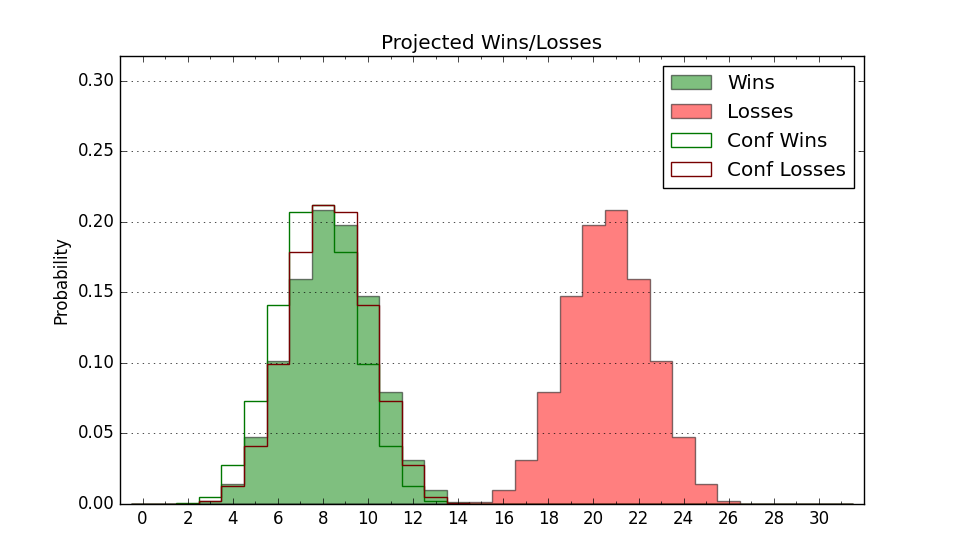 Projected Wins/Losses
Wins
Losses
Conf Wins
Conf Losses
Probability
0.30
0.25
0.20
0.15
0.10
0.05
0.00
0 2 4 6 8 10 12 14 16 18 20 22 24 26 28 30